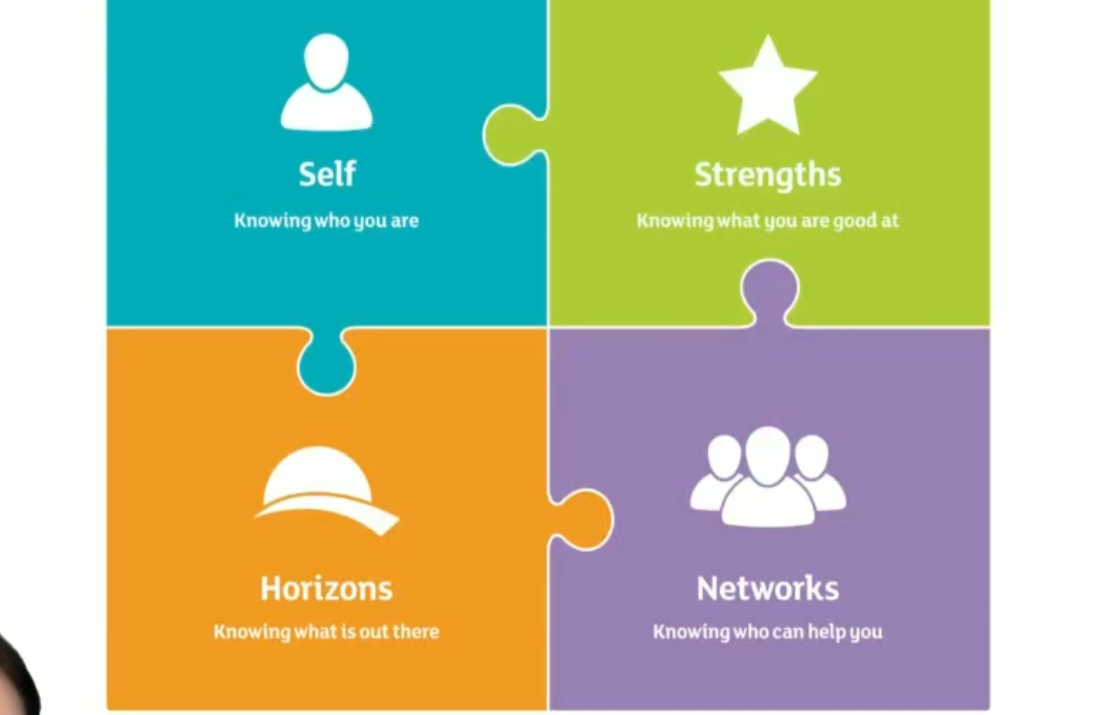 Self
Knowing who you are
Strengths
Knowing what you are good at
Horizons
Knowing what is out there
Networks
Knowing who can help you